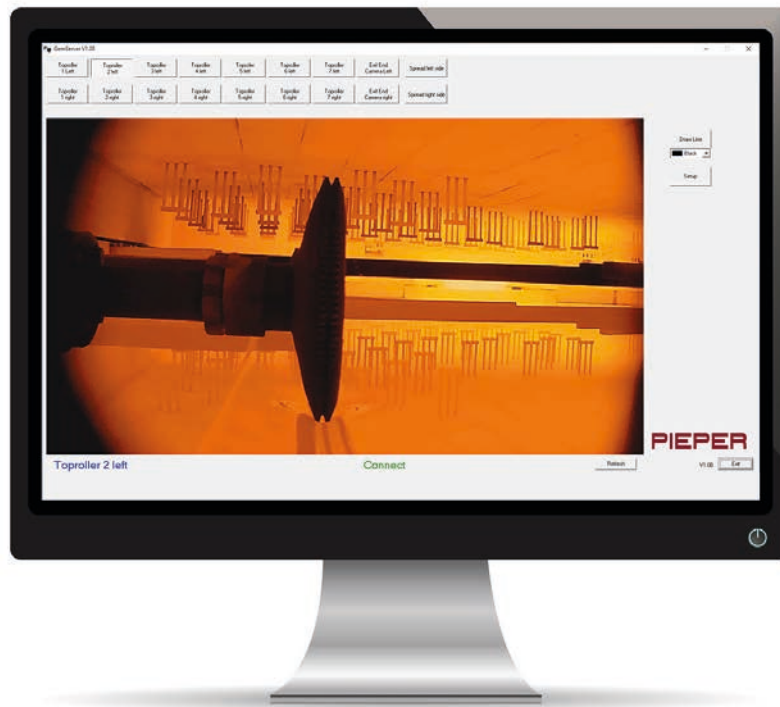 V1.00
Toproller
1 Left
Toproller
2 left
Toproller
3 left
Toproller
4 left
Toproller
5 left
Toproller
6 left
Toproller
7 left
Exit End
Camera Left
Spread left side
Toproller
1 right
Toproller
2 right
Toproller
3 right
Toproller
4 right
Toproller
5 right
Toproller
6 right
Toproller
7 right
Exit End
Camera right
Spread right side
Draw Line
Black
Setup
PIEPER
Toproller 2 left
Connect
Refresh
V1.00
Exit